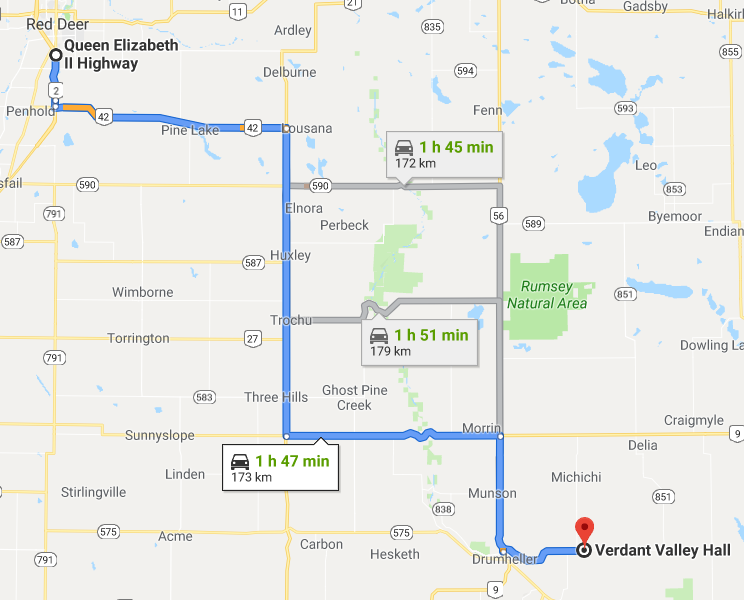 Botha
Gadsby
Halkirk
21
11
Red Deer
Ardley
835
855
Queen Elizabeth
II Highway
594
Delburne
2
593
Penhold
42
Fenn
Pine Lake
42
Lousana
1 h 45 min
172 km
Leo
590
590
853
Elnora
791
56
589
Byemoor
Perbeck
Endiang
587
Huxley
587
Rumsey
Natural Area
Wimborne
851
Trochu
1 h 51 min
179 km
Torrington
27
Dowling La
791
583
Three Hills
Ghost Pine
Creek
Craigmyle
Morrin
9
Sunnyslope
Delia
1 h 47 min
173 km
Linden
Michichi
Stirlingville
Munson
851
838
575
Acme
575
Carbon
Hesketh
Drumheller
Verdant Valley Hall
791
9